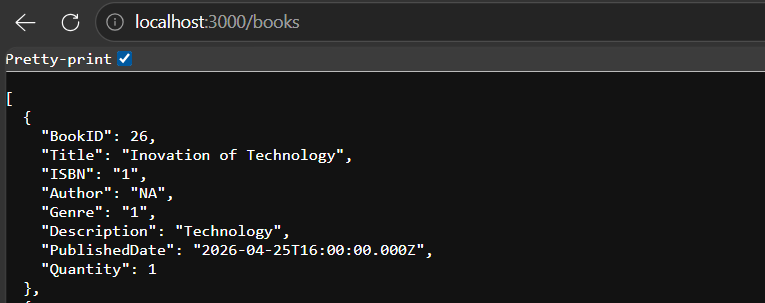 localhost:3000/books
Pretty-print
[
{
"BookID": 26,
"Title": "Inovation of Technology",
"ISBN": "1",
"Author": "NA",
"Genre": "1",
"Description": "Technology",
"PublishedDate": "2026-04-25T16:00:00.000Z",
"Quantity": 1
},